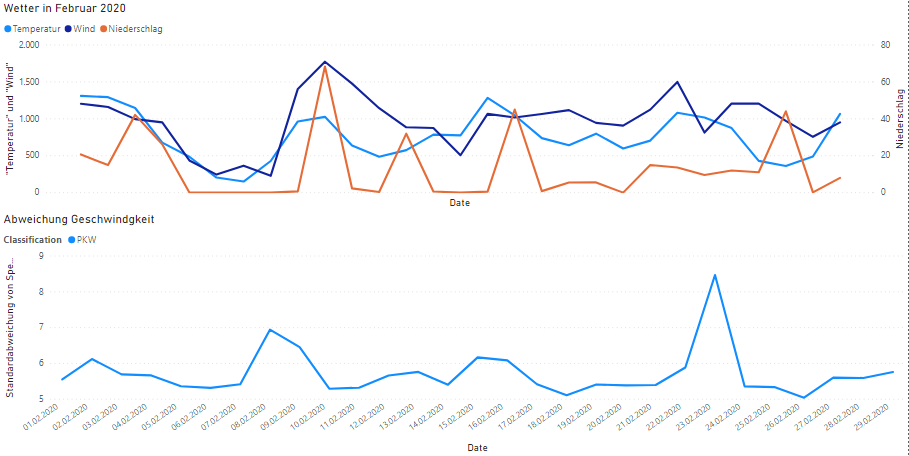 Wetter in Februar 2020
Temperatur Wind Niederschlag
2.000
1.500
1.000
500
0
"Temperatur" und "Wind"
80
60
40
20
0
Niederschlag
Date
Abweichung Geschwindgkeit
Classification PKW
9
8
7
6
5
Standardabweichung von Spe...
01.02.2020 02.02.2020 03.02.2020 04.02.2020 05.02.2020 06.02.2020 07.02.2020 08.02.2020 09.02.2020 10.02.2020 11.02.2020 12.02.2020 13.02.2020 14.02.2020 15.02.2020 16.02.2020 17.02.2020 18.02.2020 19.02.2020 20.02.2020 21.02.2020 22.02.2020 23.02.2020 24.02.2020 25.02.2020 26.02.2020 27.02.2020 28.02.2020 29.02.2020
Date